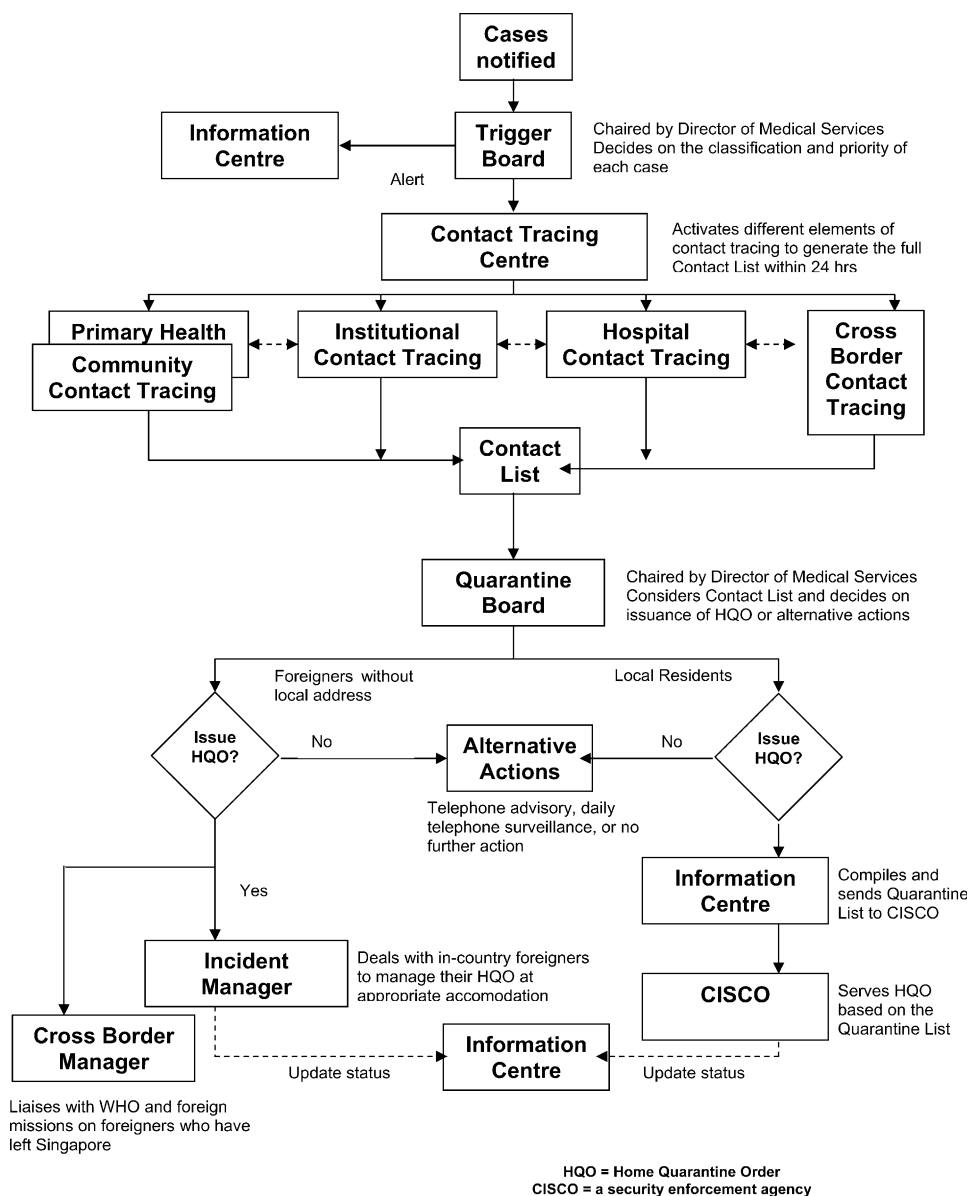 Cases
notified
Information
Centre
Trigger
Board
Chaired by Director of Medical Services
Decides on the classification and priority of
each case
Alert
Contact Tracing
Centre
Activates different elements of
contact tracing to generate the full
Contact List within 24 hrs
Primary Health
Community
Contact Tracing
Institutional
Contact Tracing
Hospital
Contact Tracing
Cross
Border
Contact
Tracing
Contact
List
Quarantine
Board
Chaired by Director of Medical Services
Considers Contact List and decides on
issuance of HQO or alternative actions
Foreigners without
local address
Local Residents
Issue
HQO?
No
Alternative
Actions
No
Issue
HQO?
Telephone advisory, daily
telephone surveillance, or no
further action
Yes
Information
Centre
Compiles and
sends Quarantine
List to CISCO
Incident
Manager
Deals with in-country foreigners
to manage their HQO at
appropriate accomodation
CISCO
Serves HQO
based on the
Quarantine List
Cross Border
Manager
Update status
Information
Centre
Update status
Liaises with WHO and foreign
missions on foreigners who have
left Singapore
HQO = Home Quarantine Order
CISCO = a security enforcement agency